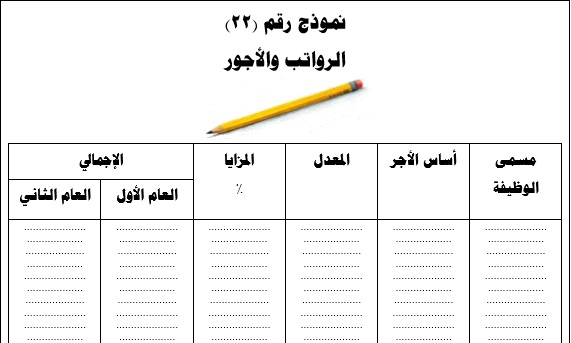 نموذج رقم (٢٢)
الرواتب والأجور
مسمى الوظيفة
أساس الأجر
المعدل
المزايا
٪
الإجمالي
العام الأول
العام الثاني